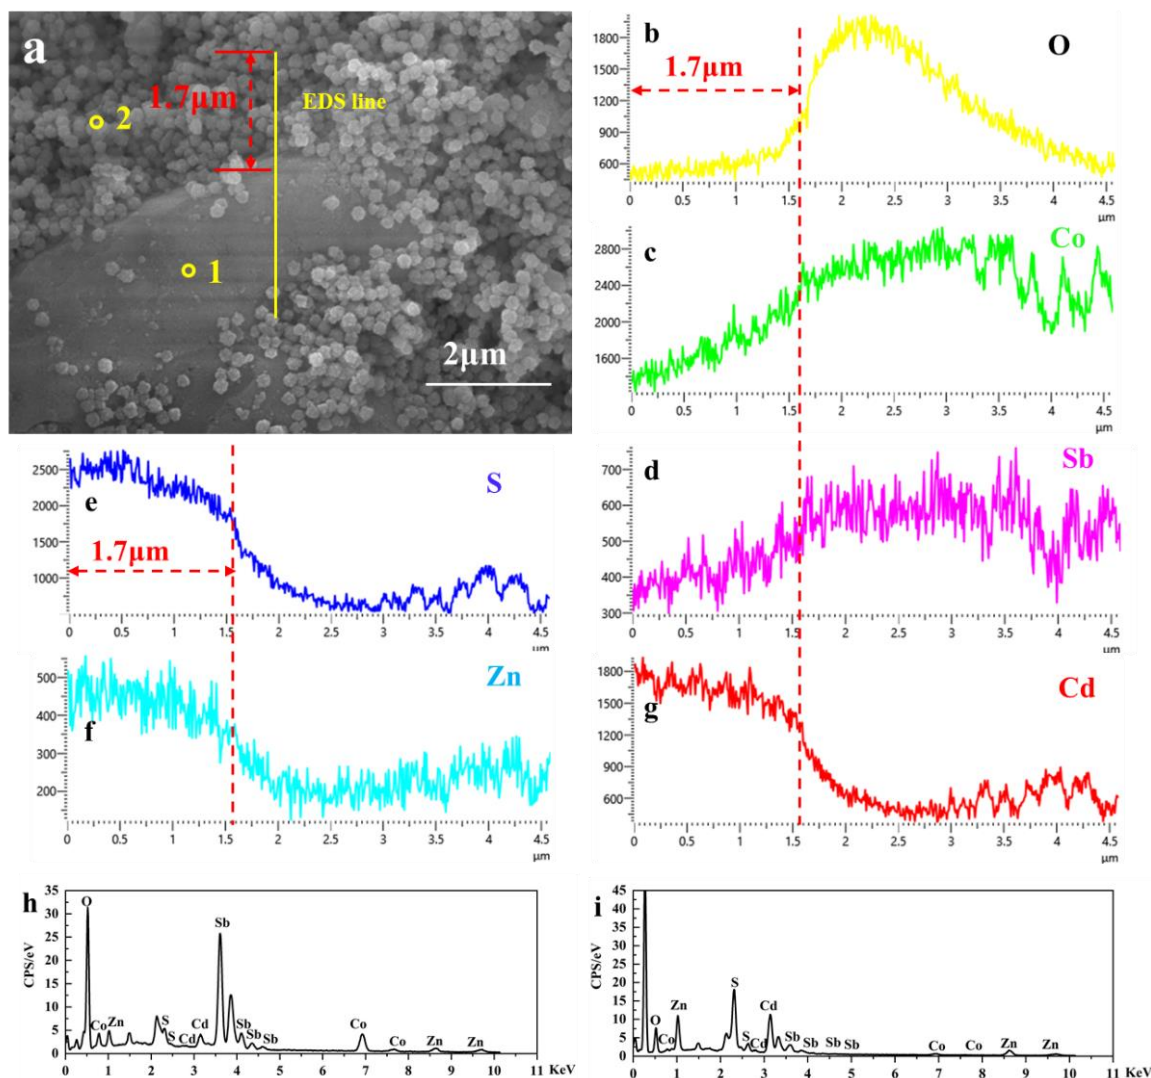 a
1.7μm
EDS line
2
1
2μm
b
O
1.7μm
1800
1500
1200
900
600
0 0.5 1 1.5 2 2.5 3 3.5 4 4.5
μm
c
Co
2800
2400
2000
1600
0 0.5 1 1.5 2 2.5 3 3.5 4 4.5
μm
e
S
1.7μm
2500
2000
1500
1000
0 0.5 1 1.5 2 2.5 3 3.5 4 4.5
μm
d
Sb
700
600
500
400
300
0 0.5 1 1.5 2 2.5 3 3.5 4 4.5
μm
f
Zn
500
400
300
200
0 0.5 1 1.5 2 2.5 3 3.5 4 4.5
μm
g
Cd
1800
1500
1200
900
600
0 0.5 1 1.5 2 2.5 3 3.5 4 4.5
μm
h
CPS/eV
35
30
25
20
15
10
5
0
O Co Zn S S Cd Cd Sb Sb Sb Sb Co Co Zn Zn
0 1 2 3 4 5 6 7 8 9 10 11 KeV
i
CPS/eV
45
40
35
30
25
20
15
10
5
0
O Co Zn S S Cd Cd Sb Sb Sb Sb Co Co Zn Zn
0 1 2 3 4 5 6 7 8 9 10 11 KeV